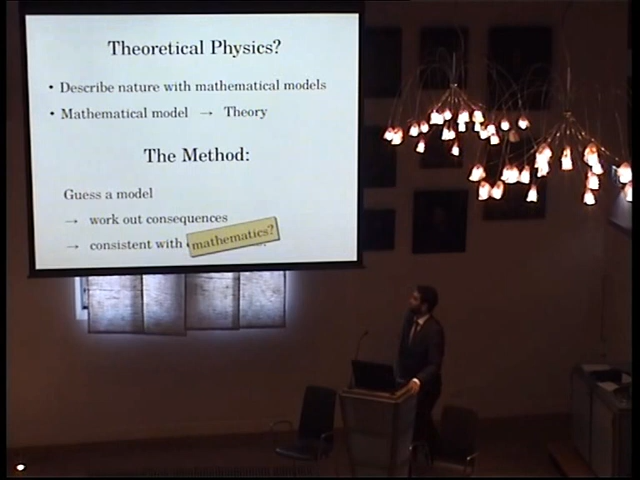 Theoretical Physics?
• Describe nature with mathematical models
• Mathematical model → Theory
The Method:
Guess a model
→ work out consequences
→ consistent with mathematics?